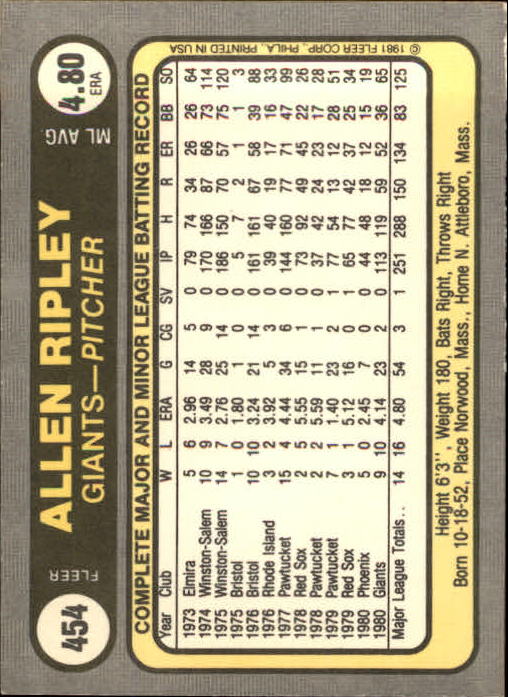 454
FLEER
ALLEN RIPLEY
GIANTS—PITCHER
ML AVG.
4.80
ERA
COMPLETE MAJOR AND MINOR LEAGUE BATTING RECORD
Year Club W L ERA G CG SV IP H R ER BB SO
1973 Elmira 5 6 2.96 14 5 0 79 74 34 26 26 64
1974 Winston-Salem 10 9 3.49 28 9 0 170 166 87 66 73 114
1975 Winston-Salem 14 7 2.76 25 14 0 186 150 70 57 75 120
1975 Bristol 1 0 1.80 1 0 0 5 7 2 1 1 3
1976 Bristol 10 10 3.24 21 14 0 161 161 67 58 39 88
1976 Rhode Island 3 2 3.92 5 3 0 39 40 19 17 16 33
1977 Pawtucket 15 4 4.44 34 6 0 144 160 77 71 47 99
1978 Red Sox 2 5 5.55 15 1 0 73 92 49 45 22 26
1978 Pawtucket 2 2 5.59 11 0 0 37 42 24 23 17 28
1979 Pawtucket 7 1 1.40 23 2 1 77 54 13 12 28 51
1979 Red Sox 3 1 5.12 16 0 1 65 77 42 37 25 34
1980 Phoenix 5 0 2.45 7 0 0 44 48 18 12 15 19
1980 Giants 9 10 4.14 23 2 0 113 119 59 52 36 65
Major League Totals . . 14 16 4.80 54 3 1 251 288 150 134 83 125
Height 6'3'', Weight 180, Bats Right, Throws Right
Born 10-18-52, Place Norwood, Mass., Home N. Attleboro, Mass.
© 1981 FLEER CORP., PHILA., PRINTED IN USA